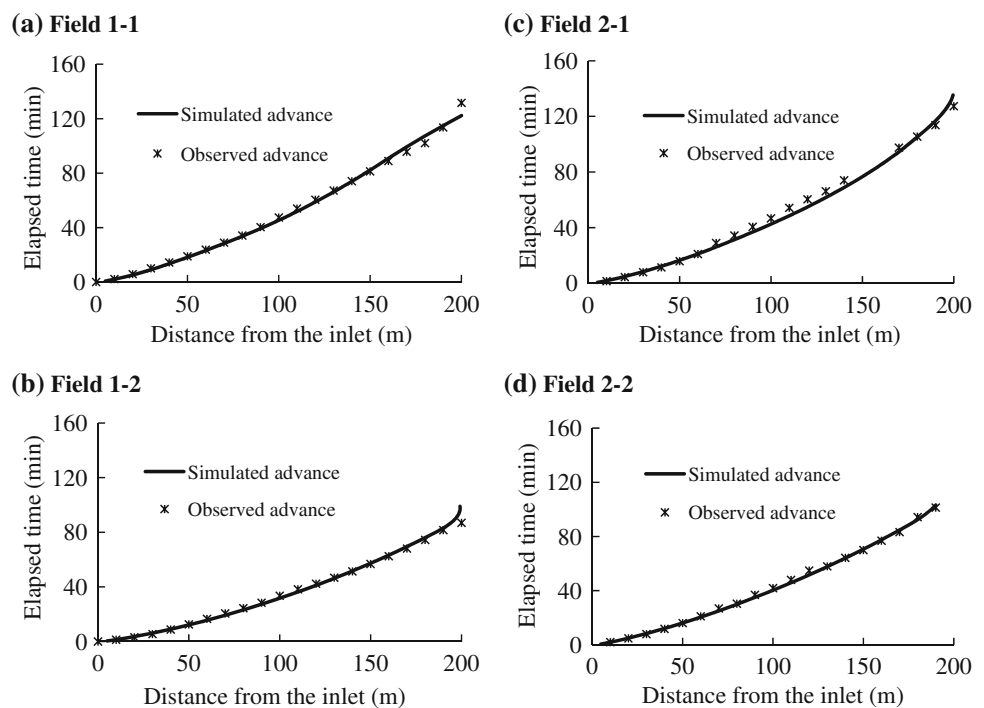 (a) Field 1-1
160
120
80
40
0
Elapsed time (min)
Simulated advance
Observed advance
0 50 100 150 200
Distance from the inlet (m)
(c) Field 2-1
160
120
80
40
0
Elapsed time (min)
Simulated advance
Observed advance
0 50 100 150 200
Distance from the inlet (m)
(b) Field 1-2
160
120
80
40
0
Elapsed time (min)
Simulated advance
Observed advance
0 50 100 150 200
Distance from the inlet (m)
(d) Field 2-2
160
120
80
40
0
Elapsed time (min)
Simulated advance
Observed advance
0 50 100 150 200
Distance from the inlet (m)